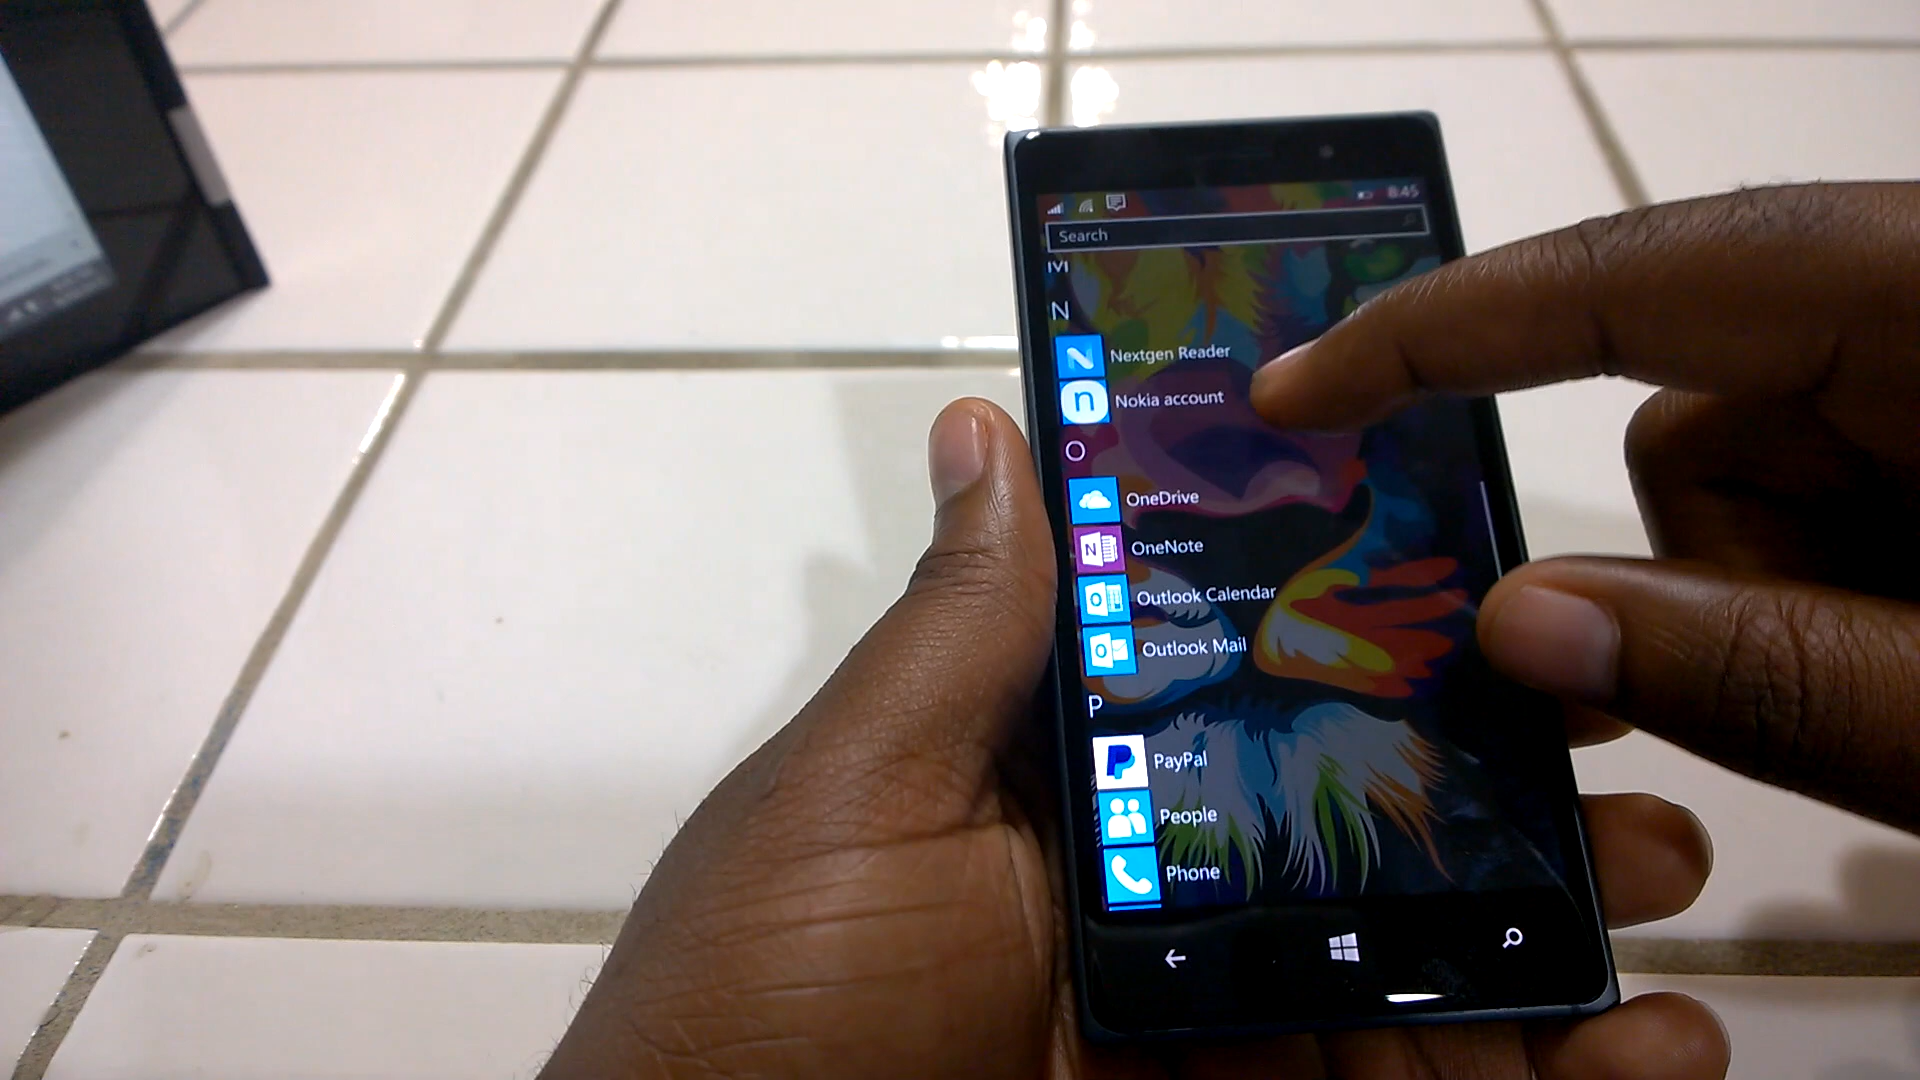 8:45
Search
M
N
Nextgen Reader
n Nokia account
O
OneDrive
N OneNote
O Outlook Calendar
O Outlook Mail
P
P PayPal
People
Phone